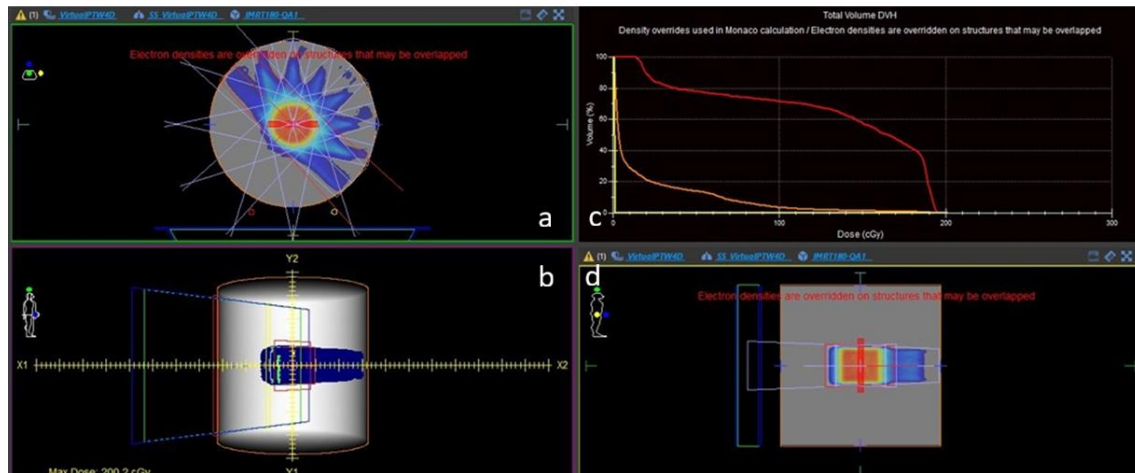 (1) VirtualPTW4D SS_VirtualPTW4D IMRT180-QA1
Electron densities are overridden on structures that may be overlapped
a
Total Volume DVH
Density overrides used in Monaco calculation / Electron densities are overridden on structures that may be overlapped
100
80
60
40
20
0
Volume (%)
0 100 200 300
Dose (cGy)
c
Y2
b
X1 X2
Max Dose: 200.2 cGy
Y1
(1) VirtualPTW4D SS_VirtualPTW4D IMRT180-QA1
d
Electron densities are overridden on structures that may be overlapped